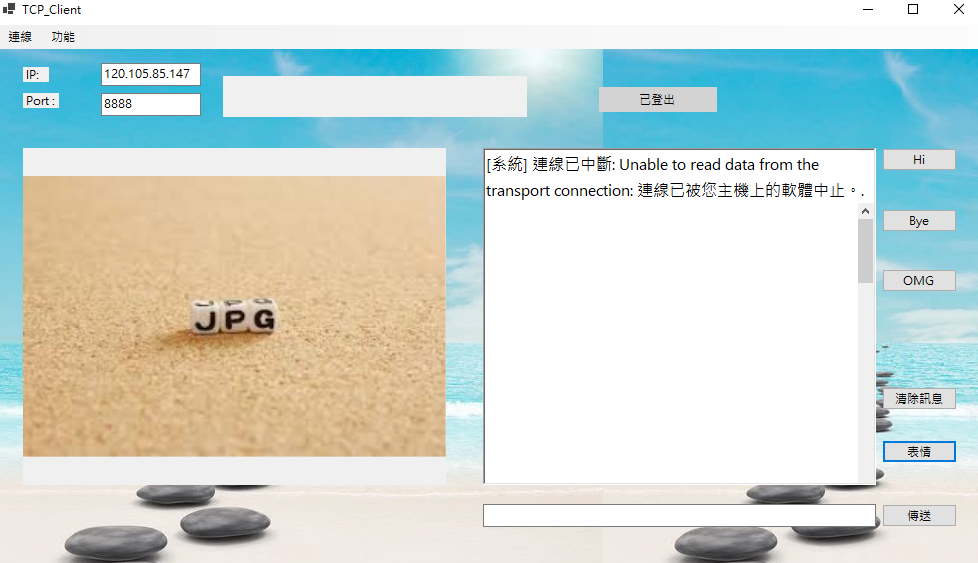 TCP_Client
連線 功能
IP: 120.105.85.147
Port : 8888
已登出
[系統] 連線已中斷: Unable to read data from the
transport connection: 連線已被您主機上的軟體中止。.
Hi
Bye
OMG
JPG
清除訊息
表情
傳送